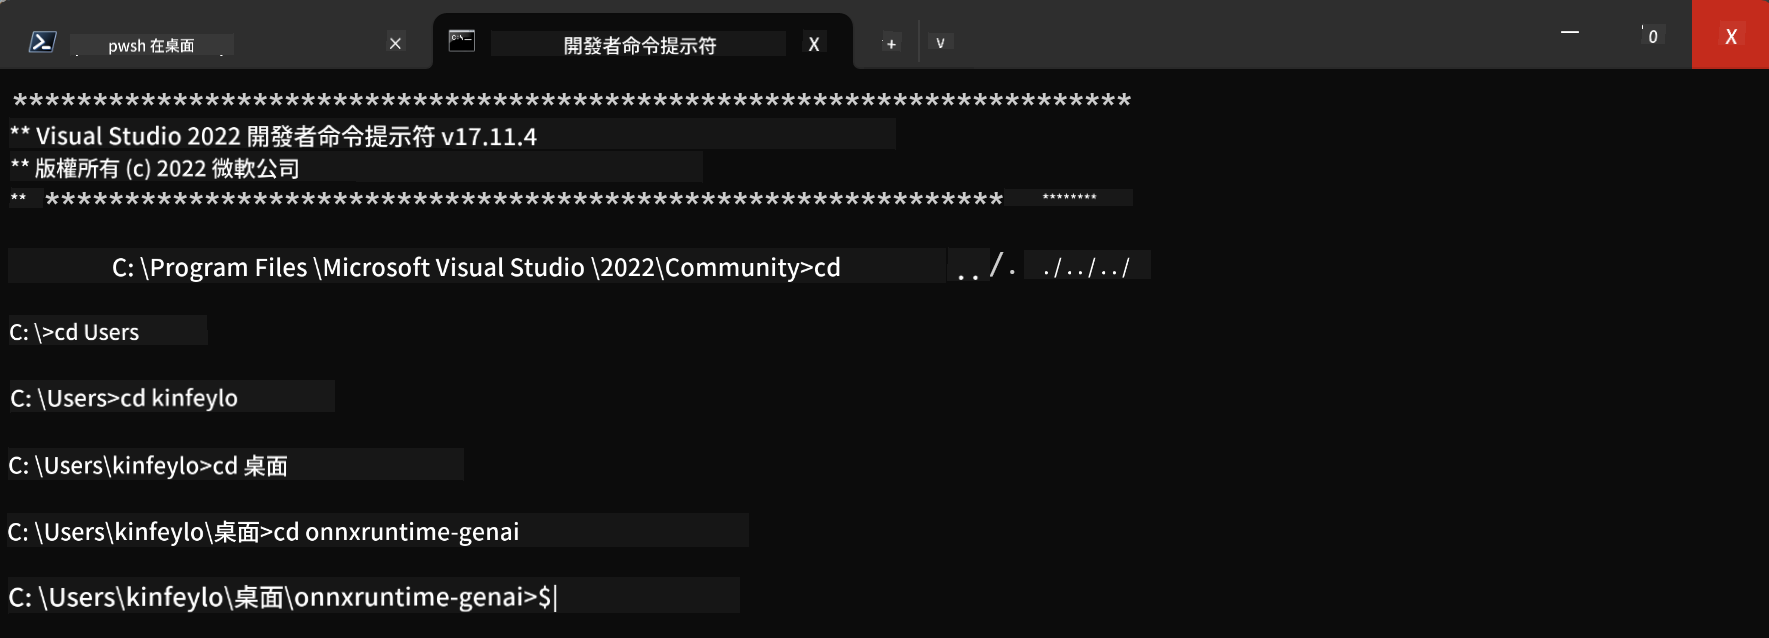 pwsh 在桌面 × 開發者命令提示符 X + v — 0 X
**********************************************************************
** Visual Studio 2022 開發者命令提示符 v17.11.4
** 版權所有 (c) 2022 微軟公司
** ************************************************************ ********
C: \Program Files \Microsoft Visual Studio \2022\Community>cd ../. ./../../
C: \>cd Users
C: \Users>cd kinfeylo
C: \Users\kinfeylo>cd 桌面
C: \Users\kinfeylo\桌面>cd onnxruntime-genai
C: \Users\kinfeylo\桌面\onnxruntime-genai>$|